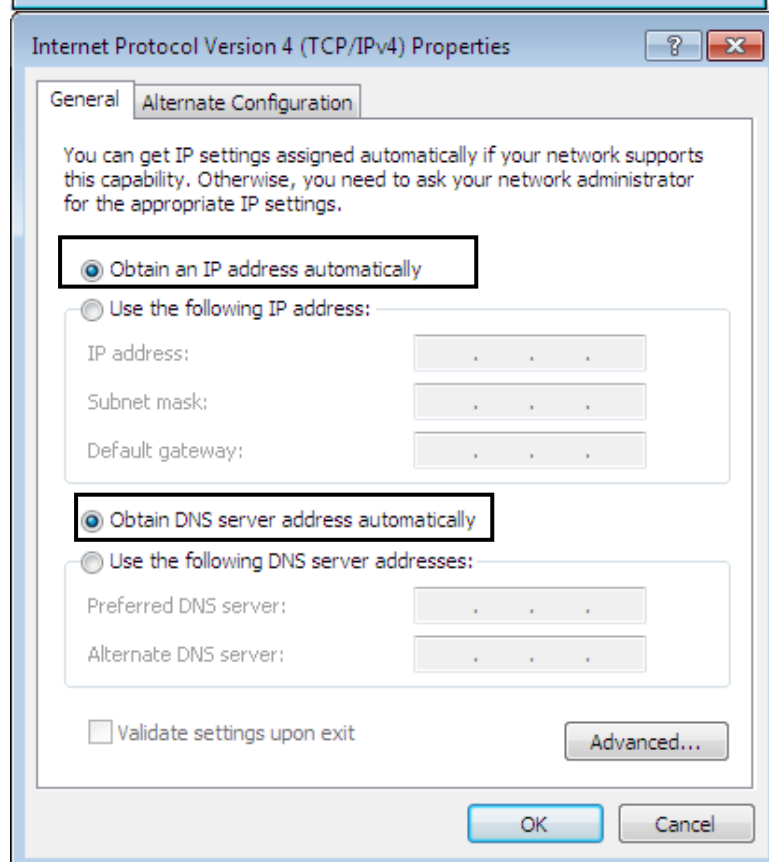 Internet Protocol Version 4 (TCP/IPv4) Properties
General
Alternate Configuration
You can get IP settings assigned automatically if your network supports
this capability. Otherwise, you need to ask your network administrator
for the appropriate IP settings.
Obtain an IP address automatically
Use the following IP address:
IP address:
Subnet mask:
Default gateway:
Obtain DNS server address automatically
Use the following DNS server addresses:
Preferred DNS server:
Alternate DNS server:
Validate settings upon exit
Advanced...
OK
Cancel